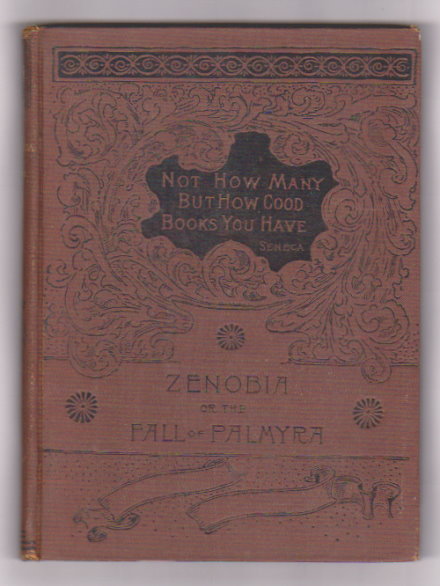 NOT HOW MANY
BUT HOW GOOD
BOOKS YOU HAVE
SENECA
ZENOBIA
OR THE
FALL OF PALMYRA